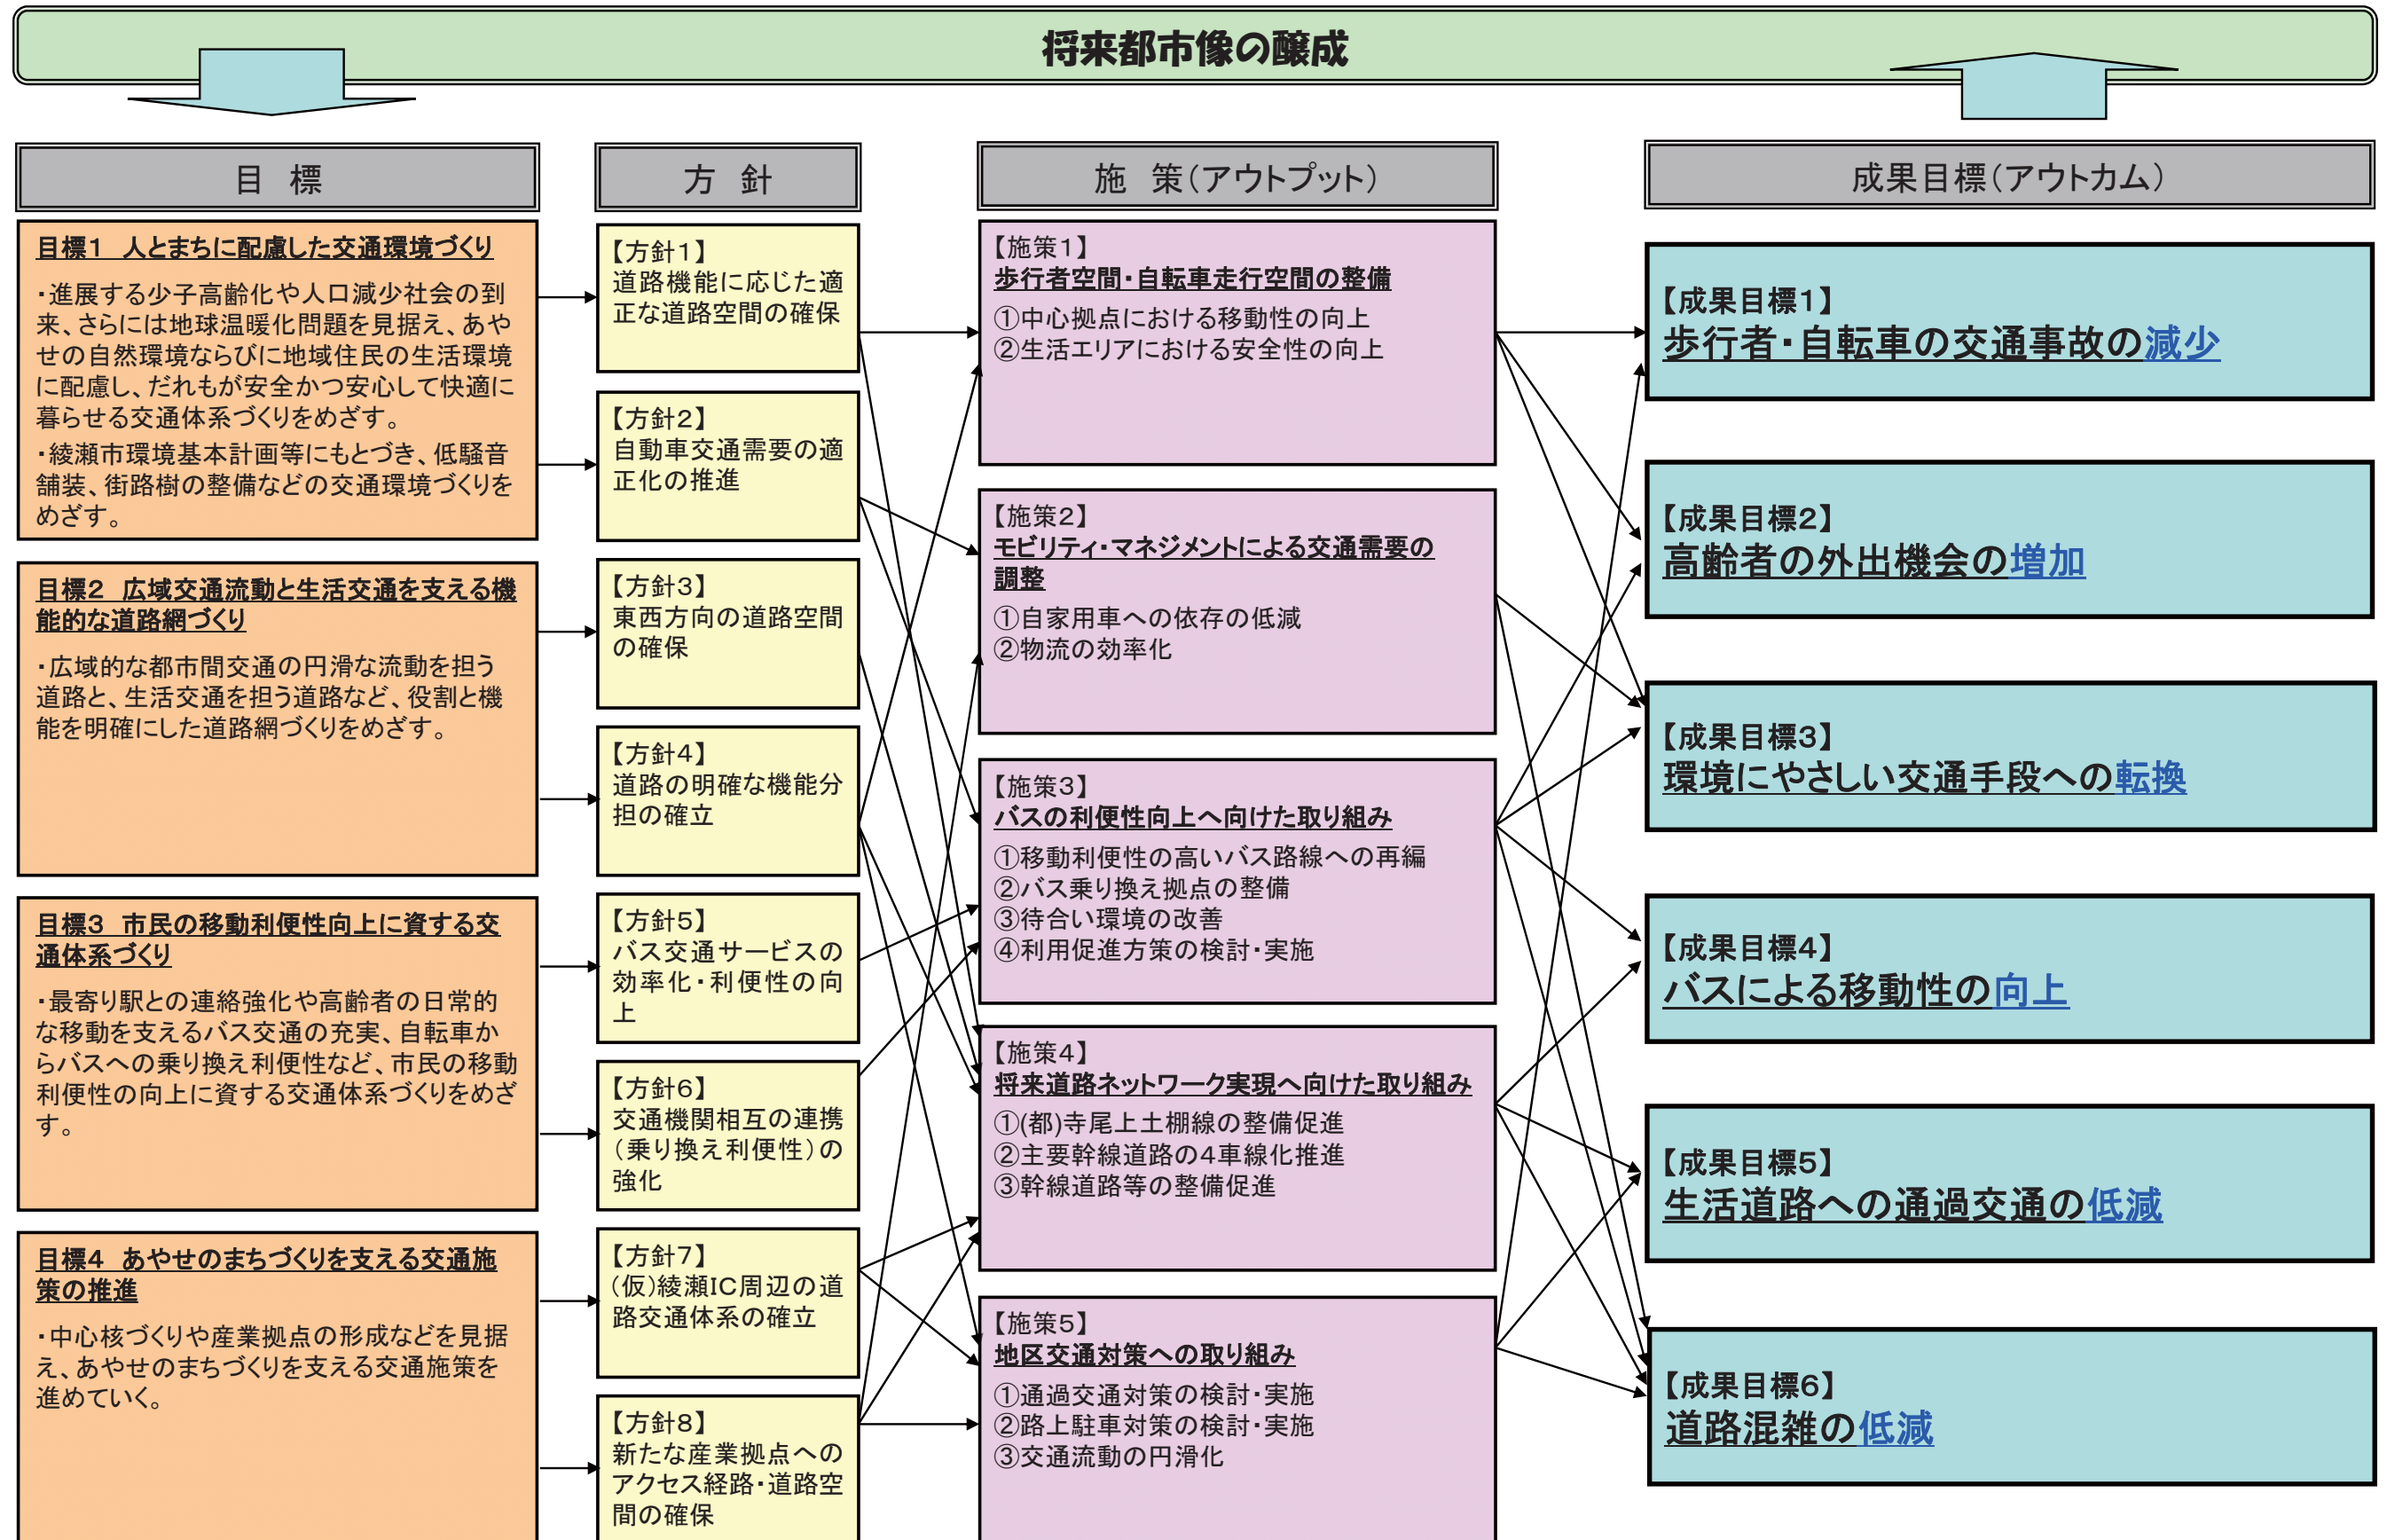 将来都市像の醸成
目　標
方　針
施　策（アウトプット）
成果目標（アウトカム）
目標１　人とまちに配慮した交通環境づくり
・進展する少子高齢化や人口減少社会の到
来、さらには地球温暖化問題を見据え、あや
せの自然環境ならびに地域住民の生活環境
に配慮し、だれもが安全かつ安心して快適に
暮らせる交通体系づくりをめざす。
・綾瀬市環境基本計画等にもとづき、低騒音
舗装、街路樹の整備などの交通環境づくりを
めざす。
目標２　広域交通流動と生活交通を支える機
能的な道路網づくり
・広域的な都市間交通の円滑な流動を担う
道路と、生活交通を担う道路など、役割と機
能を明確にした道路網づくりをめざす。
目標３　市民の移動利便性向上に資する交
通体系づくり
・最寄り駅との連絡強化や高齢者の日常的
な移動を支えるバス交通の充実、自転車か
らバスへの乗り換え利便性など、市民の移動
利便性の向上に資する交通体系づくりをめざ
す。
目標４　あやせのまちづくりを支える交通施
策の推進
・中心核づくりや産業拠点の形成などを見据
え、あやせのまちづくりを支える交通施策を
進めていく。
【方針１】
道路機能に応じた適
正な道路空間の確保
【方針２】
自動車交通需要の適
正化の推進
【方針３】
東西方向の道路空間
の確保
【方針４】
道路の明確な機能分
担の確立
【方針５】
バス交通サービスの
効率化・利便性の向
上
【方針６】
交通機関相互の連携
（乗り換え利便性）の
強化
【方針７】
（仮）綾瀬IC周辺の道
路交通体系の確立
【方針８】
新たな産業拠点への
アクセス経路・道路空
間の確保
【施策１】
歩行者空間・自転車走行空間の整備
①中心拠点における移動性の向上
②生活エリアにおける安全性の向上
【施策２】
モビリティ・マネジメントによる交通需要の
調整
①自家用車への依存の低減
②物流の効率化
【施策３】
バスの利便性向上へ向けた取り組み
①移動利便性の高いバス路線への再編
②バス乗り換え拠点の整備
③待合い環境の改善
④利用促進方策の検討・実施
【施策４】
将来道路ネットワーク実現へ向けた取り組み
①(都)寺尾上土棚線の整備促進
②主要幹線道路の４車線化推進
③幹線道路等の整備促進
【施策５】
地区交通対策への取り組み
①通過交通対策の検討・実施
②路上駐車対策の検討・実施
③交通流動の円滑化
【成果目標１】
歩行者・自転車の交通事故の減少
【成果目標２】
高齢者の外出機会の増加
【成果目標３】
環境にやさしい交通手段への転換
【成果目標４】
バスによる移動性の向上
【成果目標５】
生活道路への通過交通の低減
【成果目標６】
道路混雑の低減